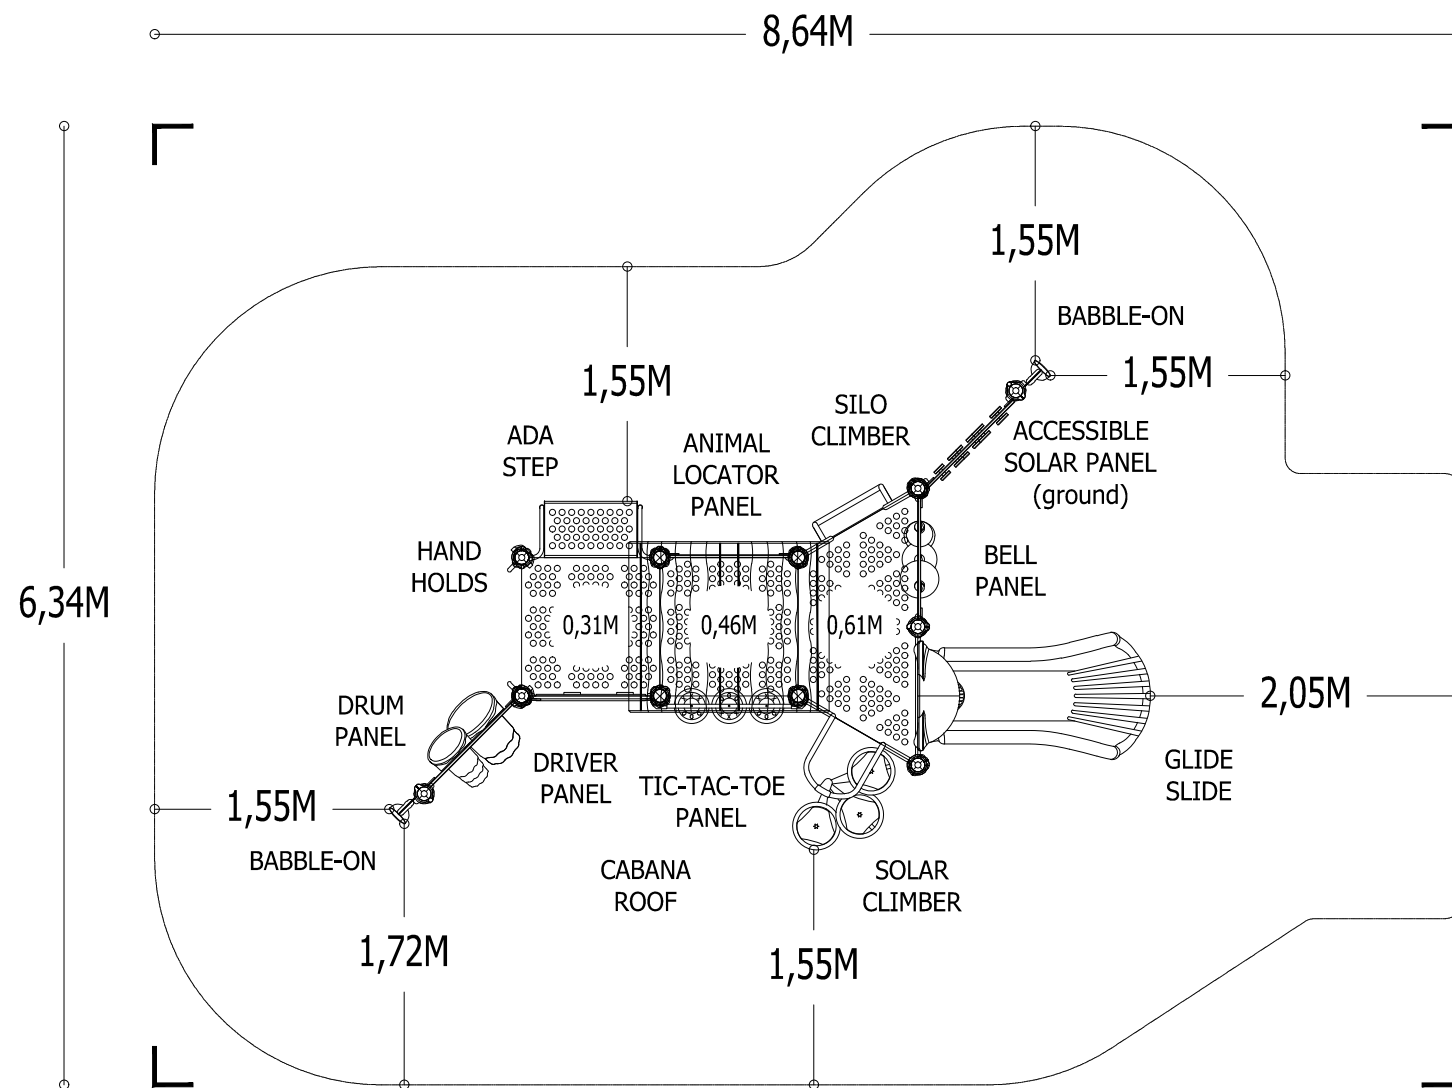 8,64M
1,55M
BABBLE-ON
1,55M
1,55M
SILO
CLIMBER
ACCESSIBLE
SOLAR PANEL
(ground)
ADA
STEP
ANIMAL
LOCATOR
PANEL
HAND
HOLDS
BELL
PANEL
6,34M
0,31M
0,46M
0,61M
2,05M
DRUM
PANEL
DRIVER
PANEL
TIC-TAC-TOE
PANEL
GLIDE
SLIDE
1,55M
BABBLE-ON
CABANA
ROOF
SOLAR
CLIMBER
1,72M
1,55M